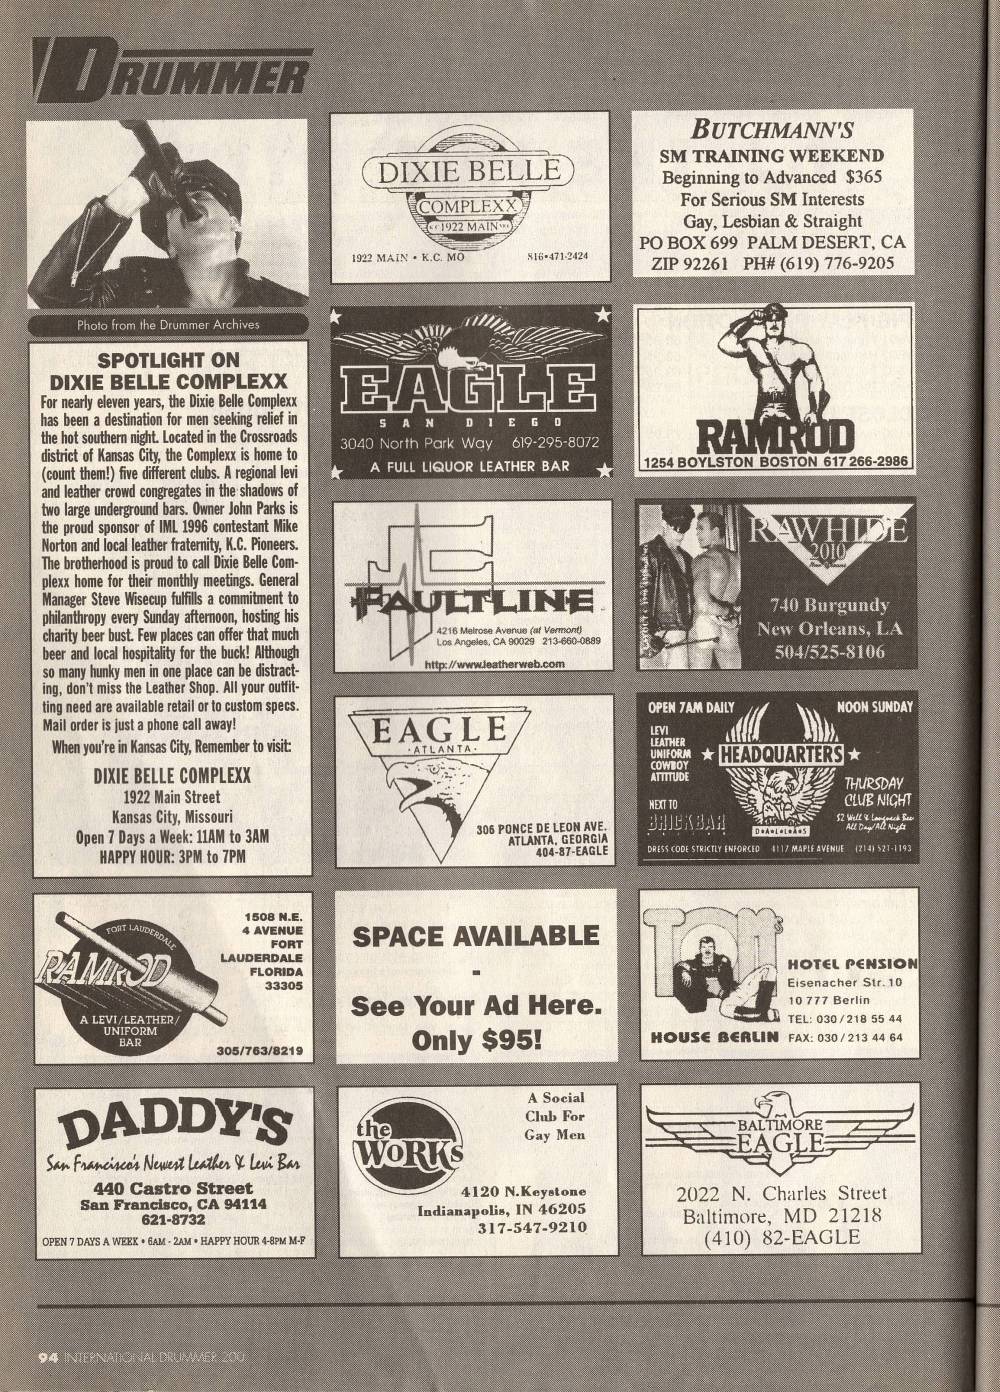 DRUMMER
Photo from the Drummer Archives
SPOTLIGHT ON
DIXIE BELLE COMPLEXX
For nearly eleven years, the Dixie Belle Complexx
has been a destination for men seeking relief in
the hot southern night. Located in the Crossroads
district of Kansas City, the Complexx is home to
(count them!) five different clubs. A regional levi
and leather crowd congregates in the shadows of
two large underground bars. Owner John Parks is
the proud sponsor of IML 1996 contestant Mike
Norton and local leather fraternity, K.C. Pioneers.
The brotherhood is proud to call Dixie Belle Com-
plexx home for their monthly meetings. General
Manager Steve Wisecup fulfills a commitment to
philanthropy every Sunday afternoon, hosting his
charity beer bust. Few places can offer that much
beer and local hospitality for the buck! Although
so many hunky men in one place can be distract-
ing, don't miss the Leather Shop. All your outfit-
ting need are available retail or to custom specs.
Mail order is just a phone call away!
When you're in Kansas City, Remember to visit:
DIXIE BELLE COMPLEXX
1922 Main Street
Kansas City, Missouri
Open 7 Days a Week: 11AM to 3AM
HAPPY HOUR: 3PM to 7PM
FORT LAUDERDALE
RAMROD
A LEVI/LEATHER/
UNIFORM
BAR
1508 N.E.
4 AVENUE
FORT
LAUDERDALE
FLORIDA
33305
305/763/8219
DADDY'S
San Francisco's Newest Leather & Levi Bar
440 Castro Street
San Francisco, CA 94114
621-8732
OPEN 7 DAYS A WEEK • 6AM - 2AM • HAPPY HOUR 4-8PM M-F
DIXIE BELLE
COMPLEXX
1922 MAIN
1922 MAIN • K.C. MO 816•471-2424
EAGLE
SAN DIEGO
3040 North Park Way 619-295-8072
A FULL LIQUOR LEATHER BAR
FAULTLINE
4216 Melrose Avenue (at Vermont)
Los Angeles, CA 90029 213-660-0889
http://www.leatherweb.com
EAGLE
·ATLANTA·
306 PONCE DE LEON AVE.
ATLANTA, GEORGIA
404-87-EAGLE
SPACE AVAILABLE
-
See Your Ad Here.
Only $95!
the
WORKS
A Social
Club For
Gay Men
4120 N.Keystone
Indianapolis, IN 46205
317-547-9210
BUTCHMANN'S
SM TRAINING WEEKEND
Beginning to Advanced $365
For Serious SM Interests
Gay, Lesbian & Straight
PO BOX 699 PALM DESERT, CA
ZIP 92261 PH# (619) 776-9205
RAMROD
1254 BOYLSTON BOSTON 617 266-2986
RAWHIDE
2010
New Orleans
740 Burgundy
New Orleans, LA
504/525-8106
OPEN 7AM DAILY NOON SUNDAY
LEVI
LEATHER
UNIFORM
COWBOY
ATTITUDE
HEADQUARTERS
NEXT TO
BRICKBAR
THURSDAY
CLUB NIGHT
$2 Well & Longneck Beer
All Day/All Night
D•A•L•L•A•S
DRESS CODE STRICTLY ENFORCED 4117 MAPLE AVENUE (214) 521-1193
TOM'S
HOTEL PENSION
Eisenacher Str. 10
10 777 Berlin
TEL: 030/218 55 44
HOUSE BERLIN FAX: 030/213 44 64
BALTIMORE
EAGLE
2022 N. Charles Street
Baltimore, MD 21218
(410) 82-EAGLE
94 INTERNATIONAL DRUMMER 200